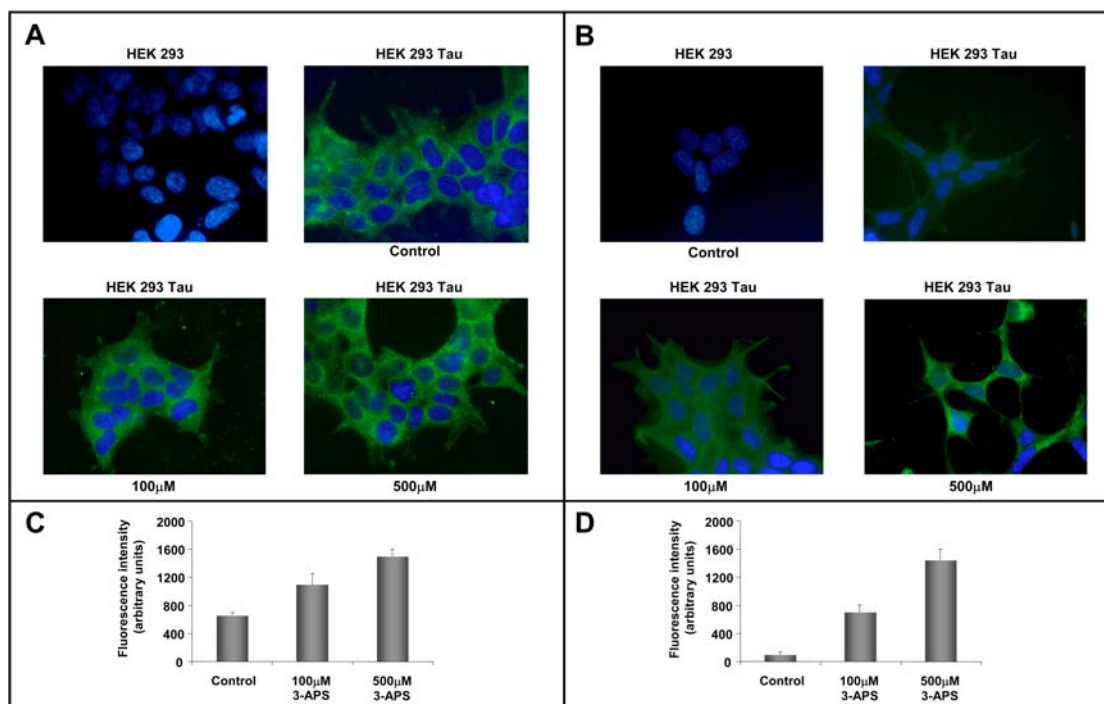 A
HEK 293
HEK 293 Tau
Control
HEK 293 Tau
HEK 293 Tau
100μM
500μM
B
HEK 293
HEK 293 Tau
Control
HEK 293 Tau
HEK 293 Tau
100μM
500μM
C
Fluorescence intensity
(arbitrary units)
2000
1600
1200
800
400
0
Control
100μM
3-APS
500μM
3-APS
D
Fluorescence intensity
(arbitrary units)
2000
1600
1200
800
400
0
Control
100μM
3-APS
500μM
3-APS